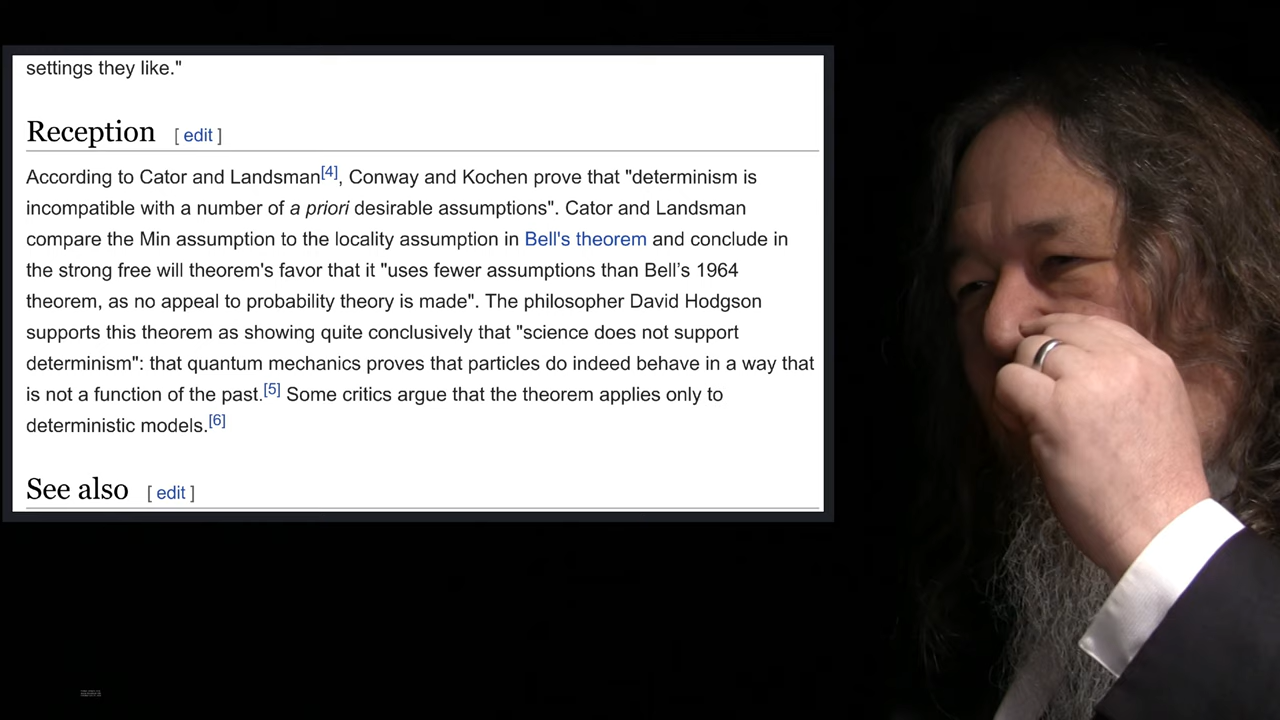 settings they like."
Reception [ edit ]
According to Cator and Landsman[4], Conway and Kochen prove that "determinism is
incompatible with a number of a priori desirable assumptions". Cator and Landsman
compare the Min assumption to the locality assumption in Bell's theorem and conclude in
the strong free will theorem's favor that it "uses fewer assumptions than Bell’s 1964
theorem, as no appeal to probability theory is made". The philosopher David Hodgson
supports this theorem as showing quite conclusively that "science does not support
determinism": that quantum mechanics proves that particles do indeed behave in a way that
is not a function of the past.[5] Some critics argue that the theorem applies only to
deterministic models.[6]
See also [ edit ]